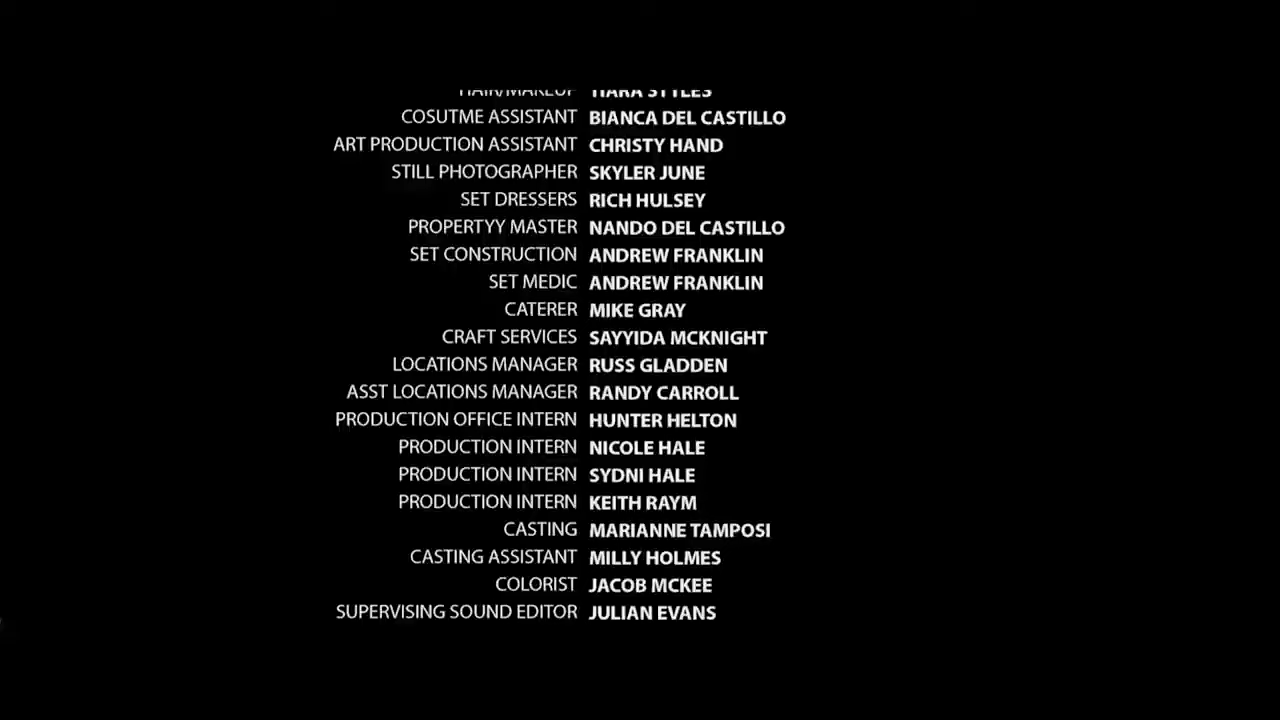 HAIR/MAKEUP TIARA STYLES
COSUTME ASSISTANT BIANCA DEL CASTILLO
ART PRODUCTION ASSISTANT CHRISTY HAND
STILL PHOTOGRAPHER SKYLER JUNE
SET DRESSERS RICH HULSEY
PROPERTYY MASTER NANDO DEL CASTILLO
SET CONSTRUCTION ANDREW FRANKLIN
SET MEDIC ANDREW FRANKLIN
CATERER MIKE GRAY
CRAFT SERVICES SAYYIDA MCKNIGHT
LOCATIONS MANAGER RUSS GLADDEN
ASST LOCATIONS MANAGER RANDY CARROLL
PRODUCTION OFFICE INTERN HUNTER HELTON
PRODUCTION INTERN NICOLE HALE
PRODUCTION INTERN SYDNI HALE
PRODUCTION INTERN KEITH RAYM
CASTING MARIANNE TAMPOSI
CASTING ASSISTANT MILLY HOLMES
COLORIST JACOB MCKEE
SUPERVISING SOUND EDITOR JULIAN EVANS